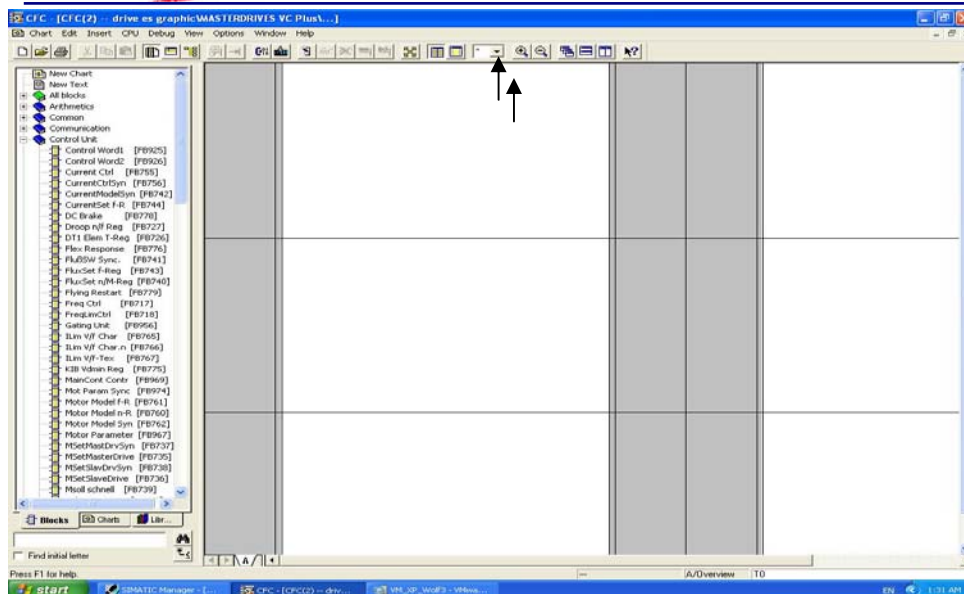 CFC - [CFC(2) -- drive es graphic\MASTERDRIVES VC Plus\...]
Chart Edit Insert CPU Debug View Options Window Help
New Chart
New Text
All blocks
Arithmetics
Common
Communication
Control Unit
Control Word1 [FB925]
Control Word2 [FB926]
Current Ctrl [FB755]
CurrentCtrlSyn [FB756]
CurrentModelSyn [FB742]
CurrentSet f-R [FB744]
DC Brake [FB778]
Droop n/f Reg [FB727]
DT1 Elem T-Reg [FB726]
Flex Response [FB776]
FlußSW Sync. [FB741]
FluxSet f-Reg [FB743]
FluxSet n/M-Reg [FB740]
Flying Restart [FB779]
Freq Ctrl [FB717]
FreqLimCtrl [FB718]
Gating Unit [FB956]
ILim V/f Char [FB765]
ILim V/f Char.n [FB766]
ILim V/f-Tex [FB767]
KIB Vdmin Reg [FB775]
MainCont Contr [FB969]
Mot Param Sync [FB974]
Motor Model f-R [FB761]
Motor Model n-R [FB760]
Motor Model Syn [FB762]
Motor Parameter [FB967]
MSetMastDrvSyn [FB737]
MSetMasterDrive [FB735]
MSetSlavDrvSyn [FB738]
MSetSlaveDrive [FB736]
Msoll schnell [FB739]
Blocks Charts Libr...
Find initial letter
A
Press F1 for help. A/Overview T0
start SIMATIC Manager - [... CFC - [CFC(2) -- driv... VM_XP_Wolf3 - VMwa... EN 1:31 AM